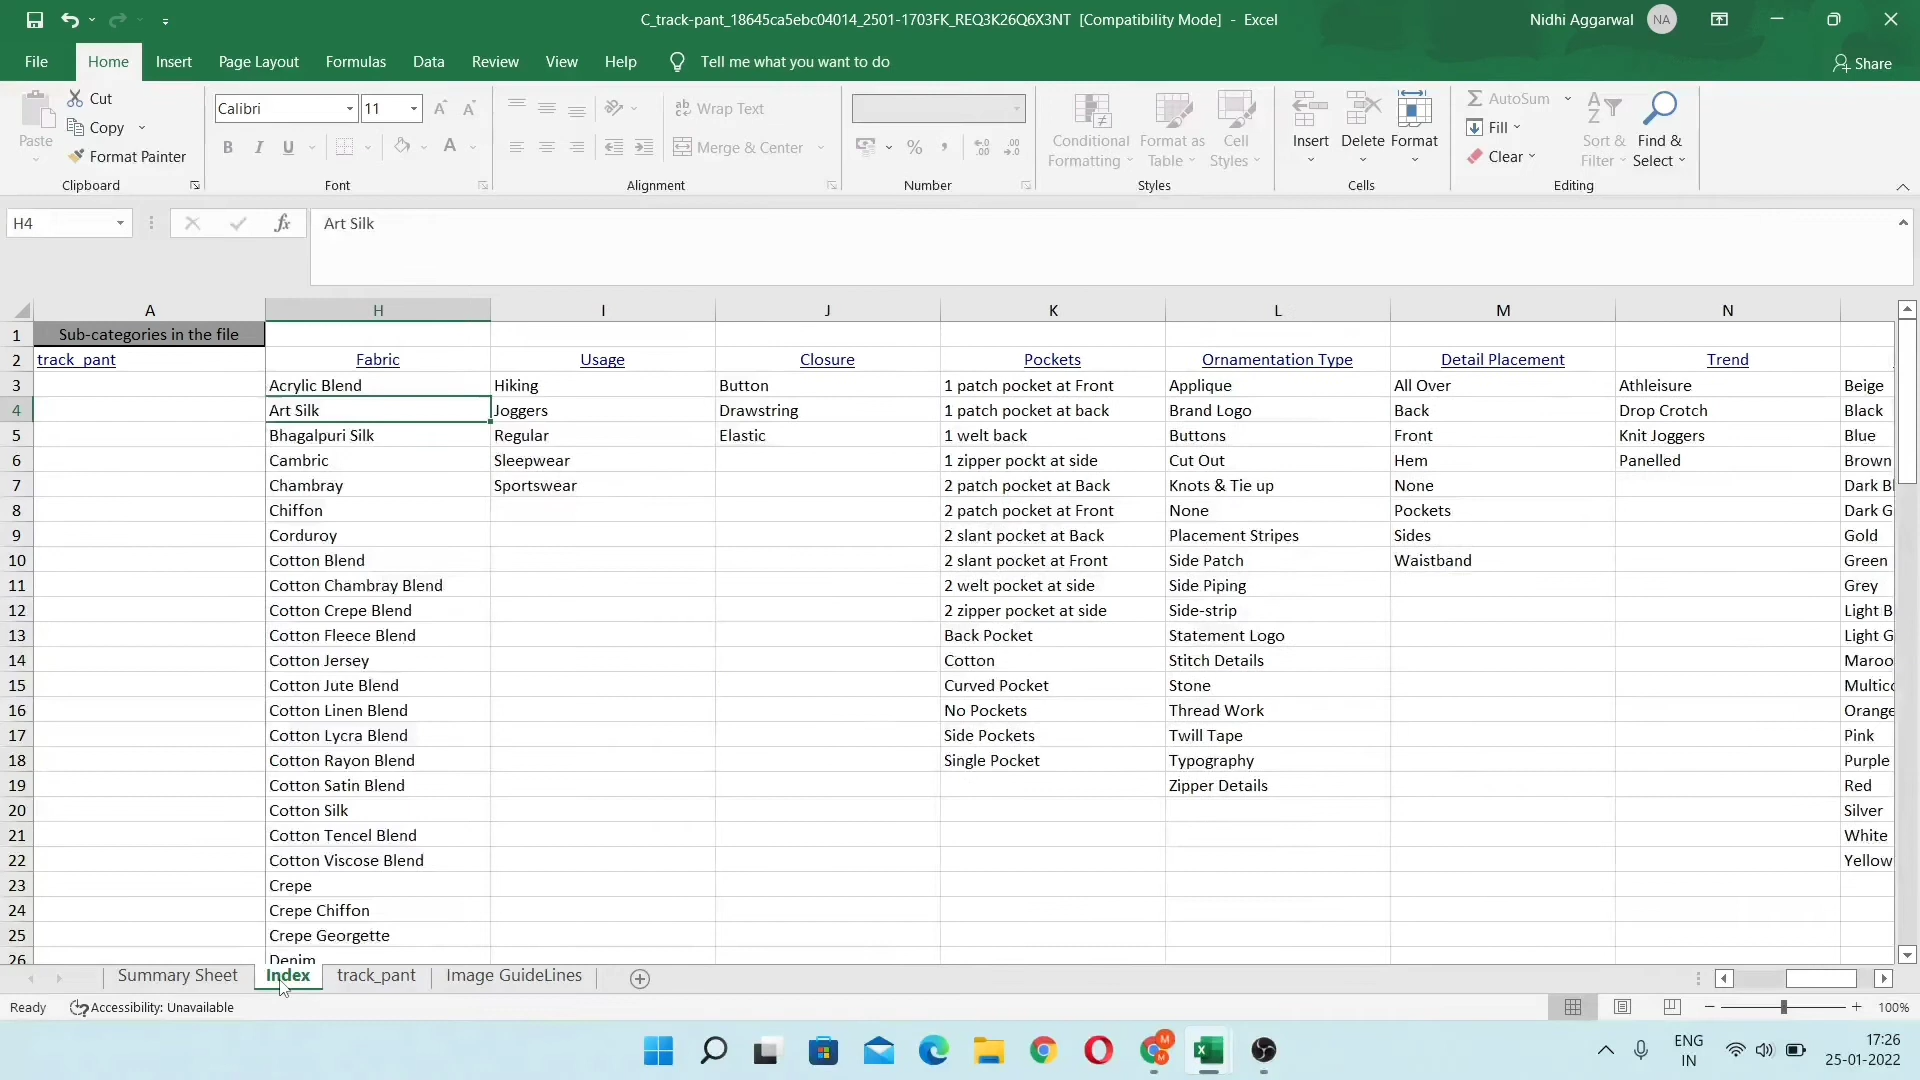 C_track-pant_18645ca5ebc04014_2501-1703FK_REQ3K26Q6X3NT [Compatibility Mode] - Excel
Nidhi Aggarwal NA
File Home Insert Page Layout Formulas Data Review View Help Tell me what you want to do Share
Paste
Cut
Copy
Format Painter
Clipboard
Calibri 11
B I U
Font
Wrap Text
Merge & Center
Alignment
Number
Conditional Formatting
Format as Table
Cell Styles
Styles
Insert Delete Format
Cells
AutoSum
Fill
Clear
Sort & Filter
Find & Select
Editing
H4 fx Art Silk
A H I J K L M N
1 Sub-categories in the file
2 track_pant Fabric Usage Closure Pockets Ornamentation Type Detail Placement Trend
3 Acrylic Blend Hiking Button 1 patch pocket at Front Applique All Over Athleisure Beige
4 Art Silk Joggers Drawstring 1 patch pocket at back Brand Logo Back Drop Crotch Black
5 Bhagalpuri Silk Regular Elastic 1 welt back Buttons Front Knit Joggers Blue
6 Cambric Sleepwear 1 zipper pockt at side Cut Out Hem Panelled Brown
7 Chambray Sportswear 2 patch pocket at Back Knots & Tie up None Dark Bl
8 Chiffon 2 patch pocket at Front None Pockets Dark G
9 Corduroy 2 slant pocket at Back Placement Stripes Sides Gold
10 Cotton Blend 2 slant pocket at Front Side Patch Waistband Green
11 Cotton Chambray Blend 2 welt pocket at side Side Piping Grey
12 Cotton Crepe Blend 2 zipper pocket at side Side-strip Light B
13 Cotton Fleece Blend Back Pocket Statement Logo Light G
14 Cotton Jersey Cotton Stitch Details Maroo
15 Cotton Jute Blend Curved Pocket Stone Multico
16 Cotton Linen Blend No Pockets Thread Work Orange
17 Cotton Lycra Blend Side Pockets Twill Tape Pink
18 Cotton Rayon Blend Single Pocket Typography Purple
19 Cotton Satin Blend Zipper Details Red
20 Cotton Silk Silver
21 Cotton Tencel Blend White
22 Cotton Viscose Blend Yellow
23 Crepe
24 Crepe Chiffon
25 Crepe Georgette
26 Denim
Summary Sheet Index track_pant Image GuideLines
Ready Accessibility: Unavailable 100%
ENG
IN
17:26
25-01-2022